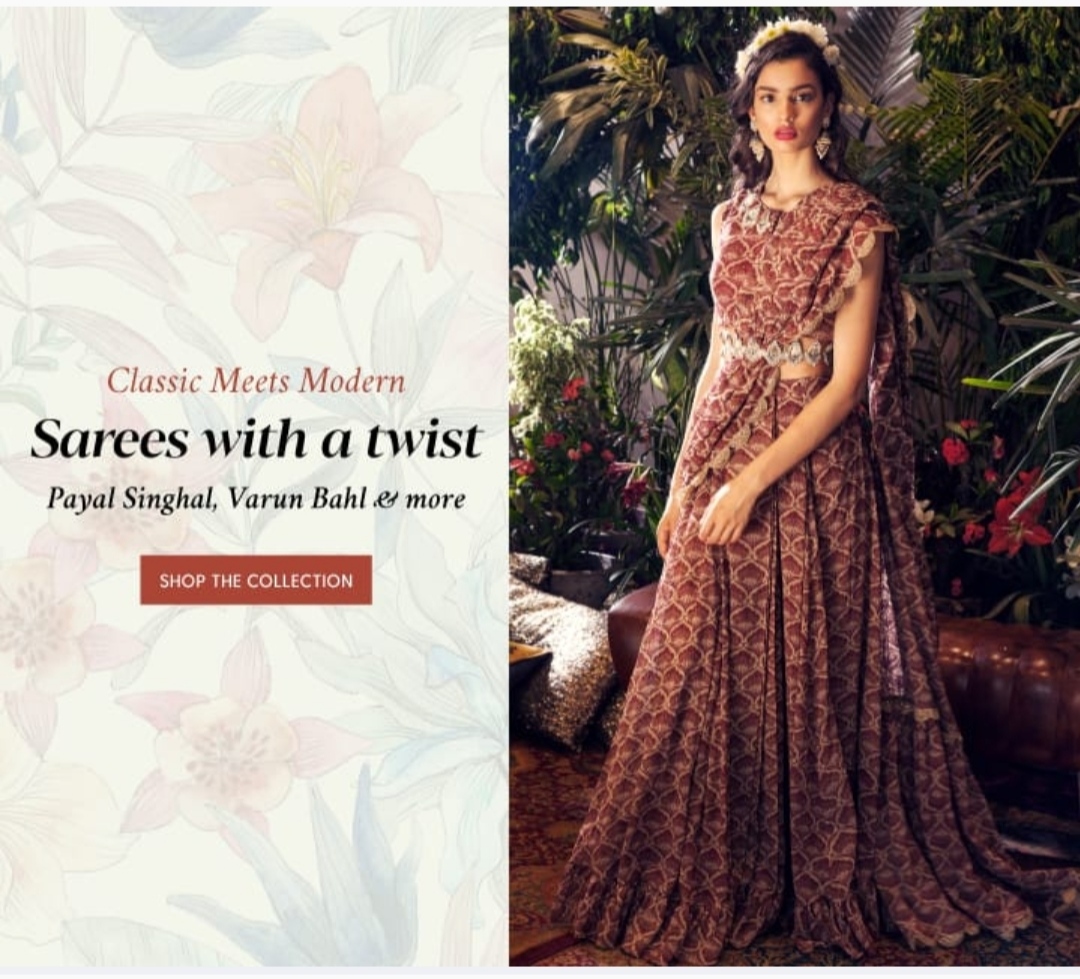 Classic Meets Modern
Sarees with a twist
Payal Singhal, Varun Bahl & more
SHOP THE COLLECTION